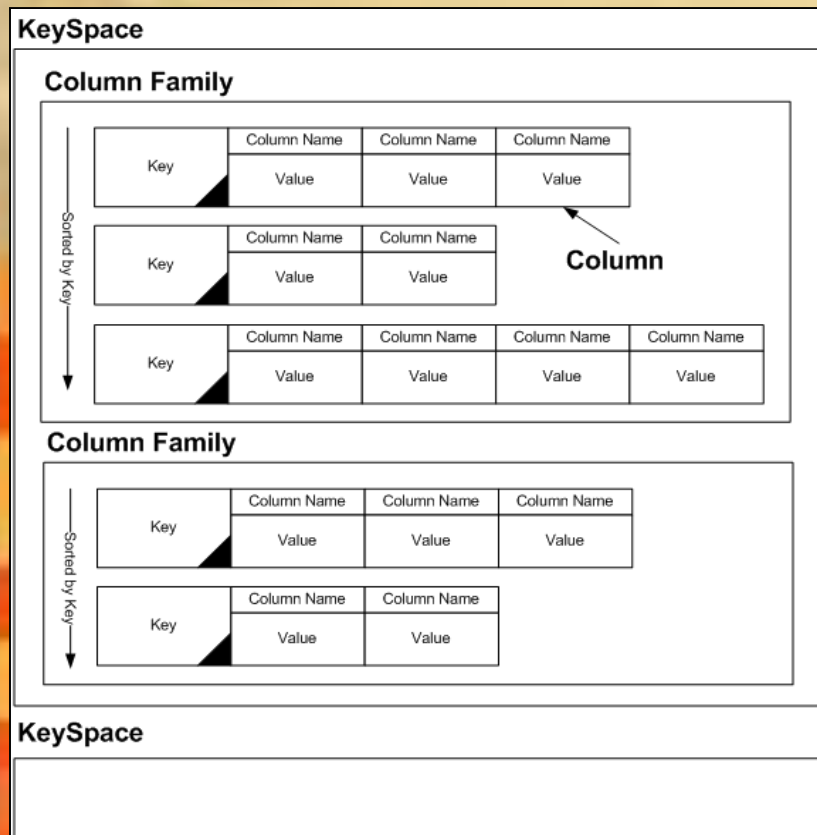 KeySpace
Column Family
Sorted by Key
Key
Column Name Column Name Column Name
Value Value Value
Column
Key
Column Name Column Name
Value Value
Key
Column Name Column Name Column Name Column Name
Value Value Value Value
Column Family
Sorted by Key
Key
Column Name Column Name Column Name
Value Value Value
Key
Column Name Column Name
Value Value
KeySpace